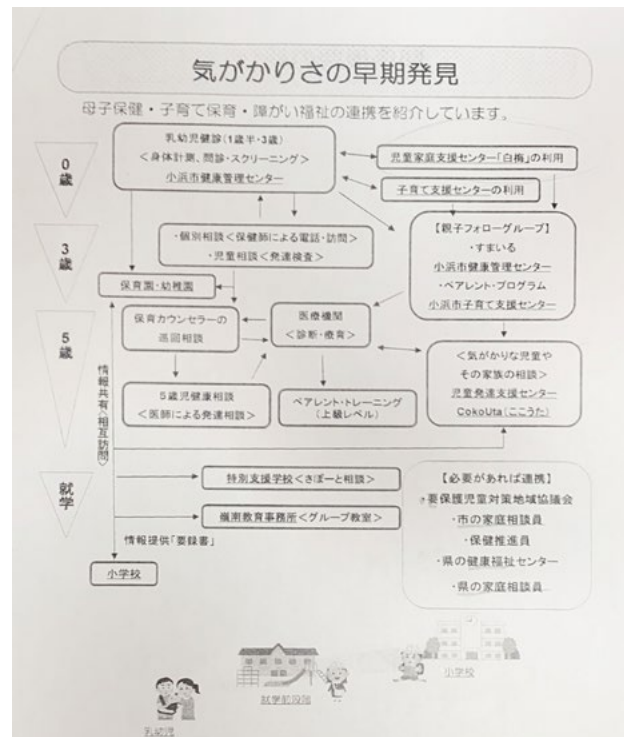 気がかりさの早期発見
母子保健・子育て保育・障がい福祉の連携を紹介しています。
0歳
乳幼児健診(1歳半・3歳)
<身体計測、問診・スクリーニング>
小浜市健康管理センター
児童家庭支援センター「白梅」の利用
子育て支援センターの利用
3歳
・個別相談<保健師による電話・訪問>
・児童相談<発達検査>
【親子フォローグループ】
・すまいる
小浜市健康管理センター
・ペアレント・プログラム
小浜市子育て支援センター
保育園・幼稚園
5歳
保育カウンセラーの
巡回相談
医療機関
<診断・療育>
<気がかりな児童や
その家族の相談>
児童発達支援センター
CokoUta(ここうた)
5歳児健康相談
<医師による発達相談>
ペアレント・トレーニング
(上級レベル)
情報共有<相互訪問>
就学
特別支援学校<さぽーと相談>
嶺南教育事務所<グループ教室>
情報提供「要録書」
小学校
【必要があれば連携】
・要保護児童対策地域協議会
・市の家庭相談員
・保健推進員
・県の健康福祉センター
・県の家庭相談員
乳幼児
就学前段階
小学校